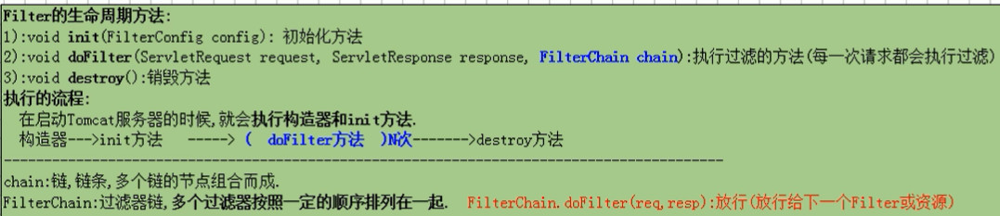 Filter的生命周期方法:
1):void init(FilterConfig config): 初始化方法
2):void doFilter(ServletRequest request, ServletResponse response, FilterChain chain):执行过滤的方法(每一次请求都会执行过滤)
3):void destroy():销毁方法
执行的流程:
在启动Tomcat服务器的时候,就会执行构造器和init方法.
构造器--->init方法 -----> ( doFilter方法 )N次------->destroy方法
--------------------------------------------------------------------------------
chain:链,链条,多个链的节点组合而成.
FilterChain:过滤器链,多个过滤器按照一定的顺序排列在一起. FilterChain.doFilter(req,resp):放行(放行给下一个Filter或资源)